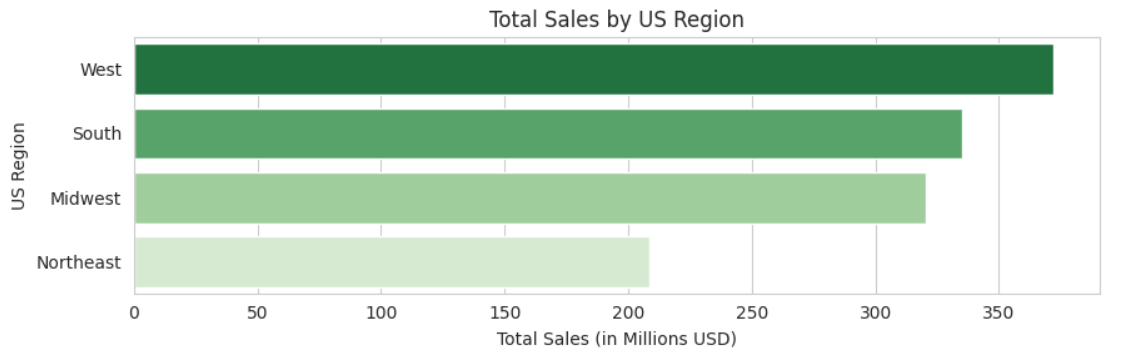 Total Sales by US Region
US Region
West
South
Midwest
Northeast
0 50 100 150 200 250 300 350
Total Sales (in Millions USD)